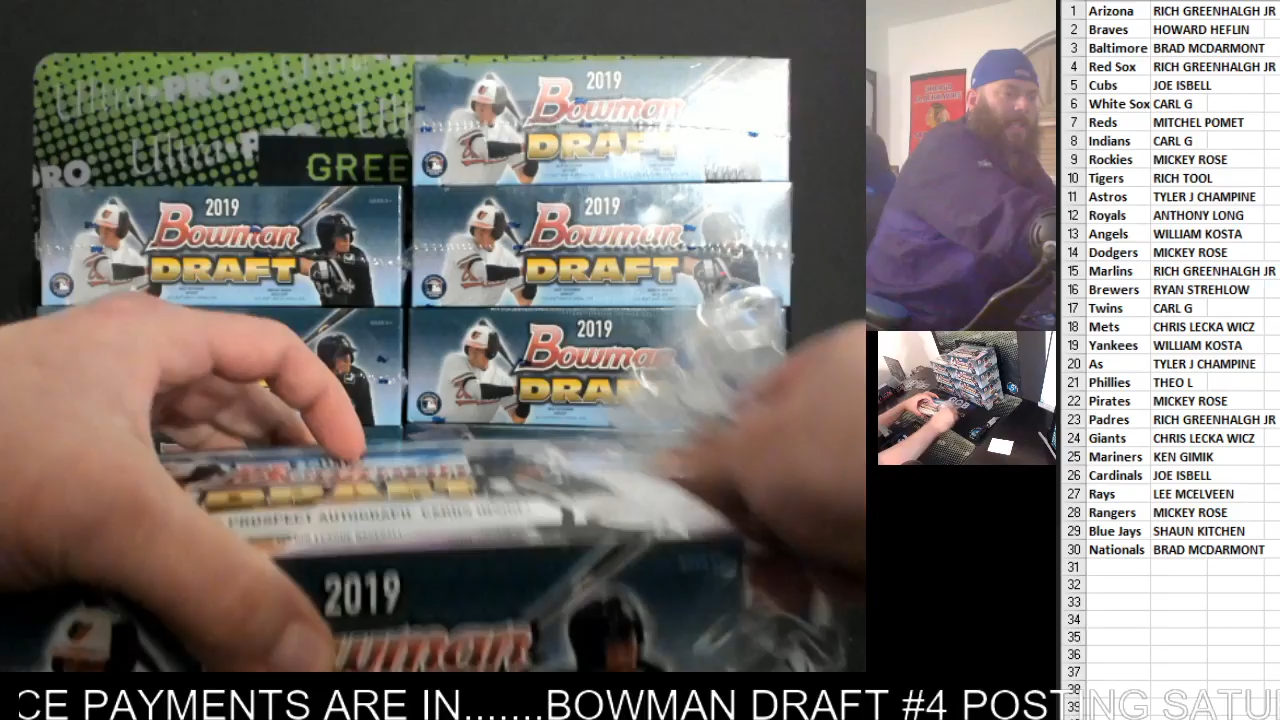 PRO
PRO
GREE
2019
Bowman
DRAFT
2019
Bowman
DRAFT
2019
Bowman
DRAFT
2019
Bowman
DRAF
PROSPECT AUTOGRAPH CARDS
2019
Bowman
1 Arizona RICH GREENHALGH JR
2 Braves HOWARD HEFLIN
3 Baltimore BRAD MCDARMONT
4 Red Sox RICH GREENHALGH JR
5 Cubs JOE ISBELL
6 White Sox CARL G
7 Reds MITCHEL POMET
8 Indians CARL G
9 Rockies MICKEY ROSE
10 Tigers RICH TOOL
11 Astros TYLER J CHAMPINE
12 Royals ANTHONY LONG
13 Angels WILLIAM KOSTA
14 Dodgers MICKEY ROSE
15 Marlins RICH GREENHALGH JR
16 Brewers RYAN STREHLOW
17 Twins CARL G
18 Mets CHRIS LECKA WICZ
19 Yankees WILLIAM KOSTA
20 As TYLER J CHAMPINE
21 Phillies THEO L
22 Pirates MICKEY ROSE
23 Padres RICH GREENHALGH JR
24 Giants CHRIS LECKA WICZ
25 Mariners KEN GIMIK
26 Cardinals JOE ISBELL
27 Rays LEE MCELVEEN
28 Rangers MICKEY ROSE
29 Blue Jays SHAUN KITCHEN
30 Nationals BRAD MCDARMONT
31
32
33
34
35
36
37
38
39
CE PAYMENTS ARE IN.......BOWMAN DRAFT #4 POSTING SATU